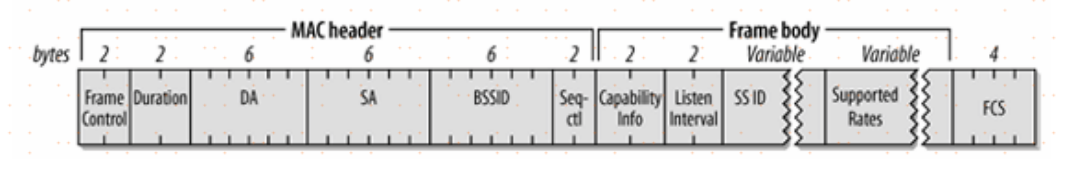 MAC header Frame body
bytes 2 2 6 6 6 2 2 2 Variable Variable 4
Frame Control Duration DA SA BSSID Seq-ctl Capability Info Listen Interval SS ID Supported Rates FCS